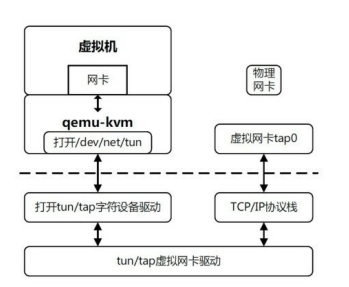 虚拟机
网卡
物理
网卡
qemu-kvm
打开/dev/net/tun
虚拟网卡tap0
打开tun/tap字符设备驱动
TCP/IP协议栈
tun/tap虚拟网卡驱动